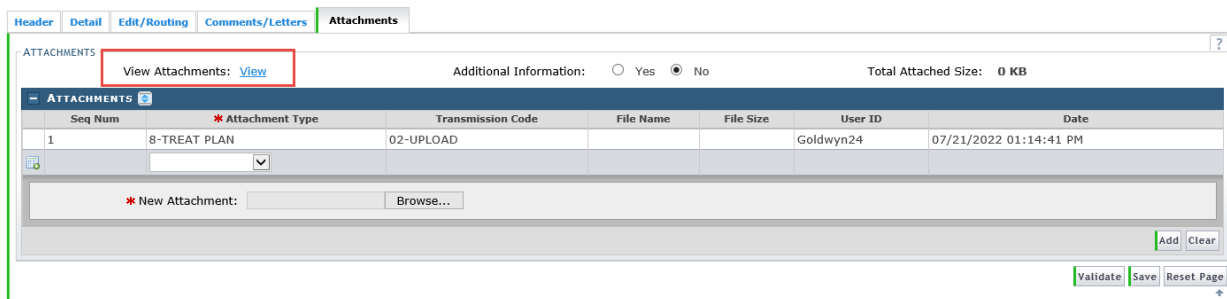 Header Detail Edit/Routing Comments/Letters Attachments
?
ATTACHMENTS
View Attachments: View Additional Information: Yes No Total Attached Size: 0 KB
ATTACHMENTS
Seq Num * Attachment Type Transmission Code File Name File Size User ID Date
1 8-TREAT PLAN 02-UPLOAD Goldwyn24 07/21/2022 01:14:41 PM
* New Attachment: Browse...
Add Clear
Validate Save Reset Page